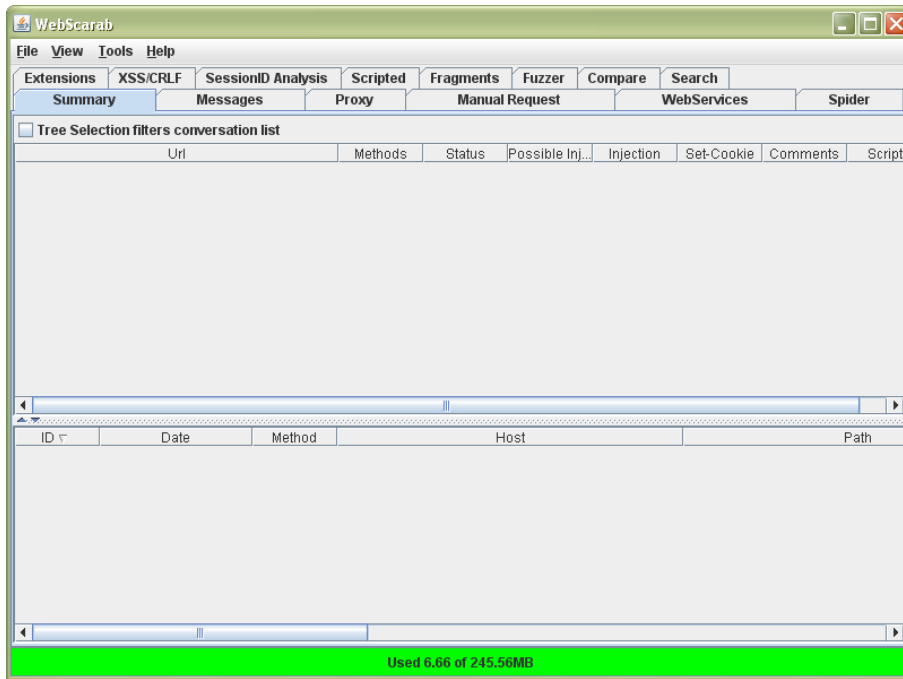 WebScarab
File View Tools Help
Extensions XSS/CRLF SessionID Analysis Scripted Fragments Fuzzer Compare Search
Summary Messages Proxy Manual Request WebServices Spider
Tree Selection filters conversation list
Url Methods Status Possible Inj... Injection Set-Cookie Comments Script
ID Date Method Host Path
Used 6.66 of 245.56MB